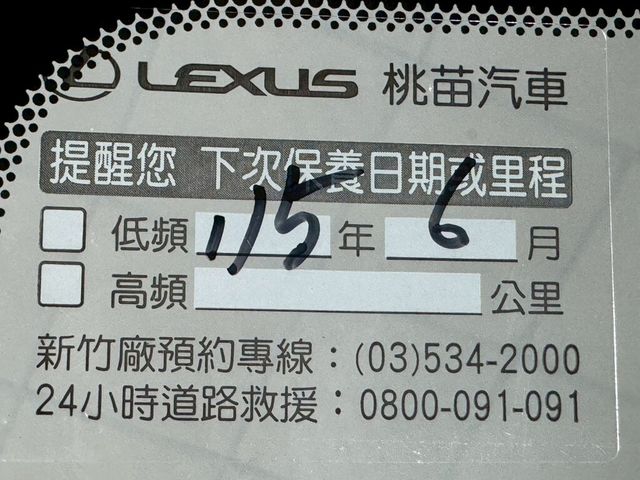 LEXUS 桃苗汽車
提醒您 下次保養日期或里程
低頻 115 年 6 月
高頻 公里
新竹廠預約專線：(03)534-2000
24小時道路救援：0800-091-091